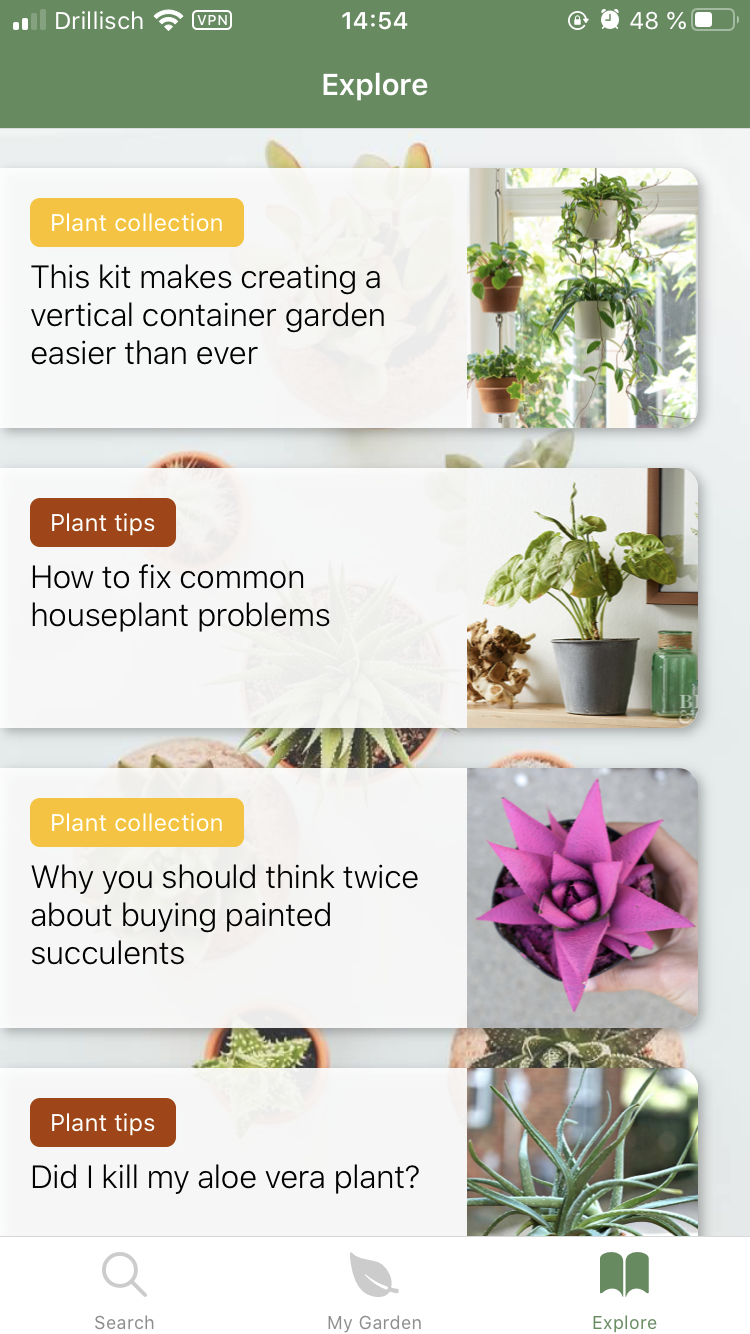 Drillisch VPN 14:54 48 %
Explore
Plant collection
This kit makes creating a
vertical container garden
easier than ever
Plant tips
How to fix common
houseplant problems
Plant collection
Why you should think twice
about buying painted
succulents
Plant tips
Did I kill my aloe vera plant?
Search My Garden Explore